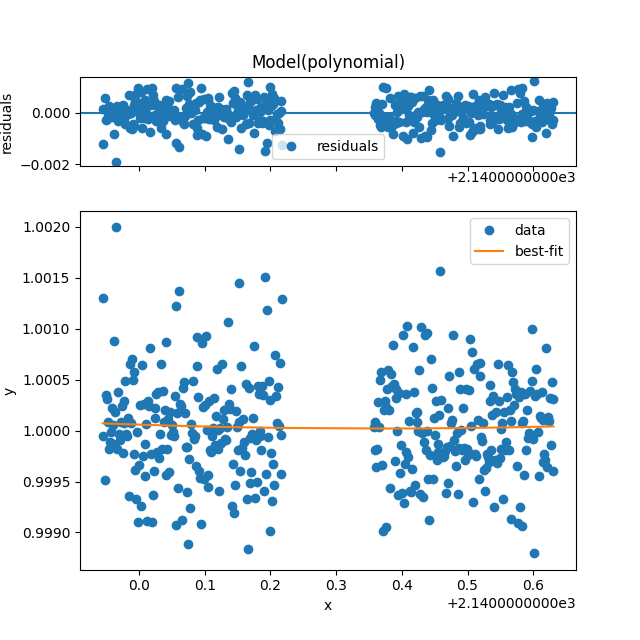 Model(polynomial)
residuals
0.000
−0.002
residuals
+2.1400000000e3
y
1.0020
1.0015
1.0010
1.0005
1.0000
0.9995
0.9990
data
best-fit
0.0 0.1 0.2 0.3 0.4 0.5 0.6
x
+2.1400000000e3